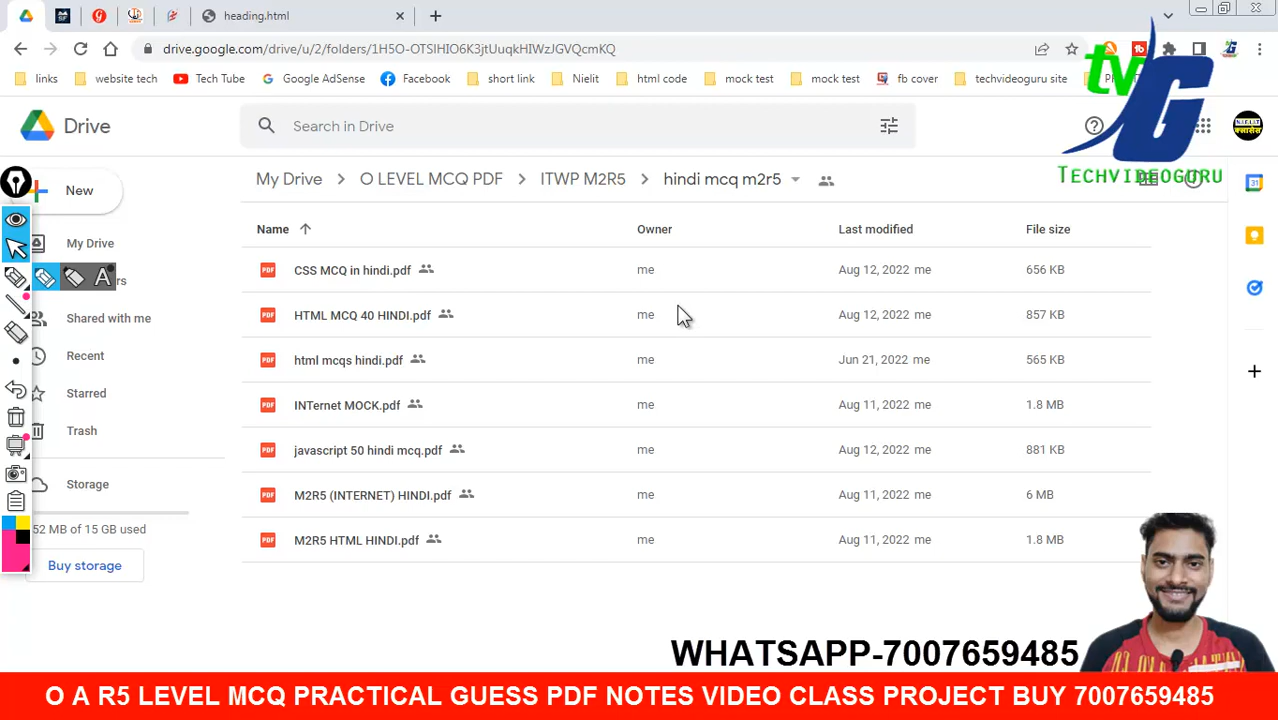 heading.html
drive.google.com/drive/u/2/folders/1H5O-OTSlHIO6K3jtUuqkHIWzJGVQcmKQ
links website tech Tech Tube Google AdSense Facebook short link Nielit html code mock test mock test fb cover techvideoguru site
tvG
TECHVIDEOGURU
Drive
Search in Drive
New
My Drive > O LEVEL MCQ PDF > ITWP M2R5 > hindi mcq m2r5
My Drive
ers
Shared with me
Recent
Starred
Trash
Storage
52 MB of 15 GB used
Buy storage
Name Owner Last modified File size
CSS MCQ in hindi.pdf me Aug 12, 2022 me 656 KB
HTML MCQ 40 HINDI.pdf me Aug 12, 2022 me 857 KB
html mcqs hindi.pdf me Jun 21, 2022 me 565 KB
INTernet MOCK.pdf me Aug 11, 2022 me 1.8 MB
javascript 50 hindi mcq.pdf me Aug 12, 2022 me 881 KB
M2R5 (INTERNET) HINDI.pdf me Aug 11, 2022 me 6 MB
M2R5 HTML HINDI.pdf me Aug 11, 2022 me 1.8 MB
31
A
WHATSAPP-7007659485
O A R5 LEVEL MCQ PRACTICAL GUESS PDF NOTES VIDEO CLASS PROJECT BUY 7007659485